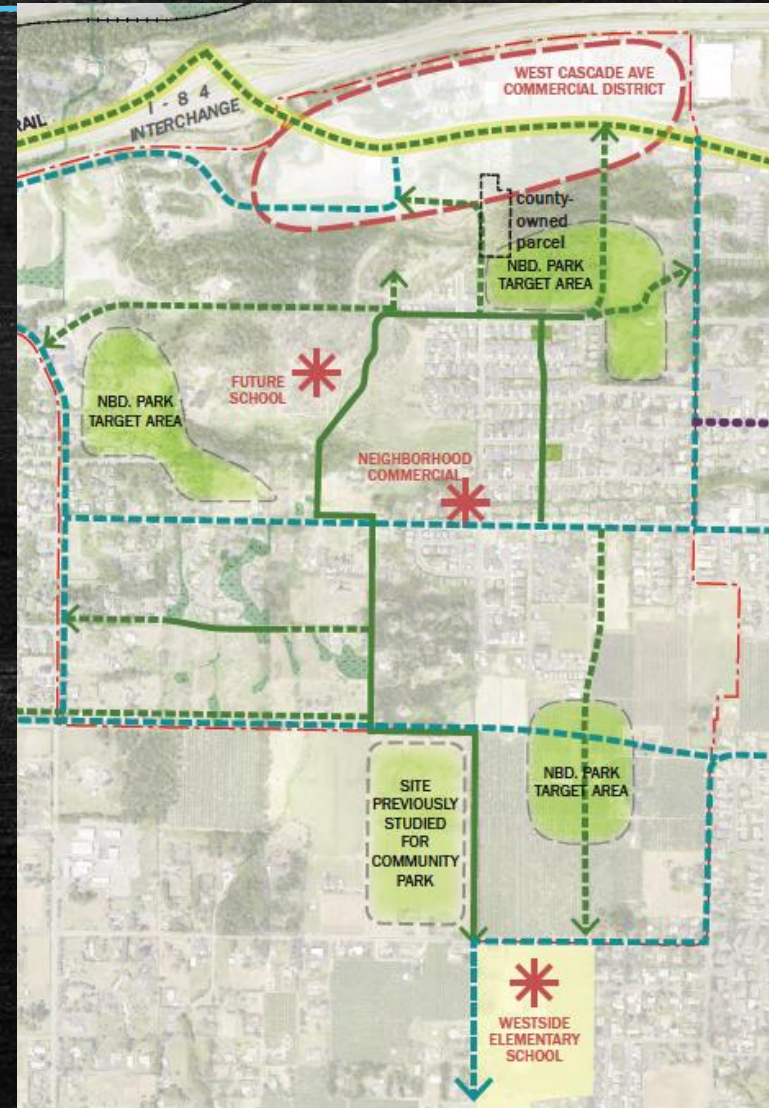 WEST CASCADE AVE
COMMERCIAL DISTRICT
RAIL
I - 8 4
INTERCHANGE
county-
owned
parcel
NBD. PARK
TARGET AREA
FUTURE
SCHOOL
NBD. PARK
TARGET AREA
NEIGHBORHOOD
COMMERCIAL
NBD. PARK
TARGET AREA
SITE
PREVIOUSLY
STUDIED
FOR
COMMUNITY
PARK
WESTSIDE
ELEMENTARY
SCHOOL